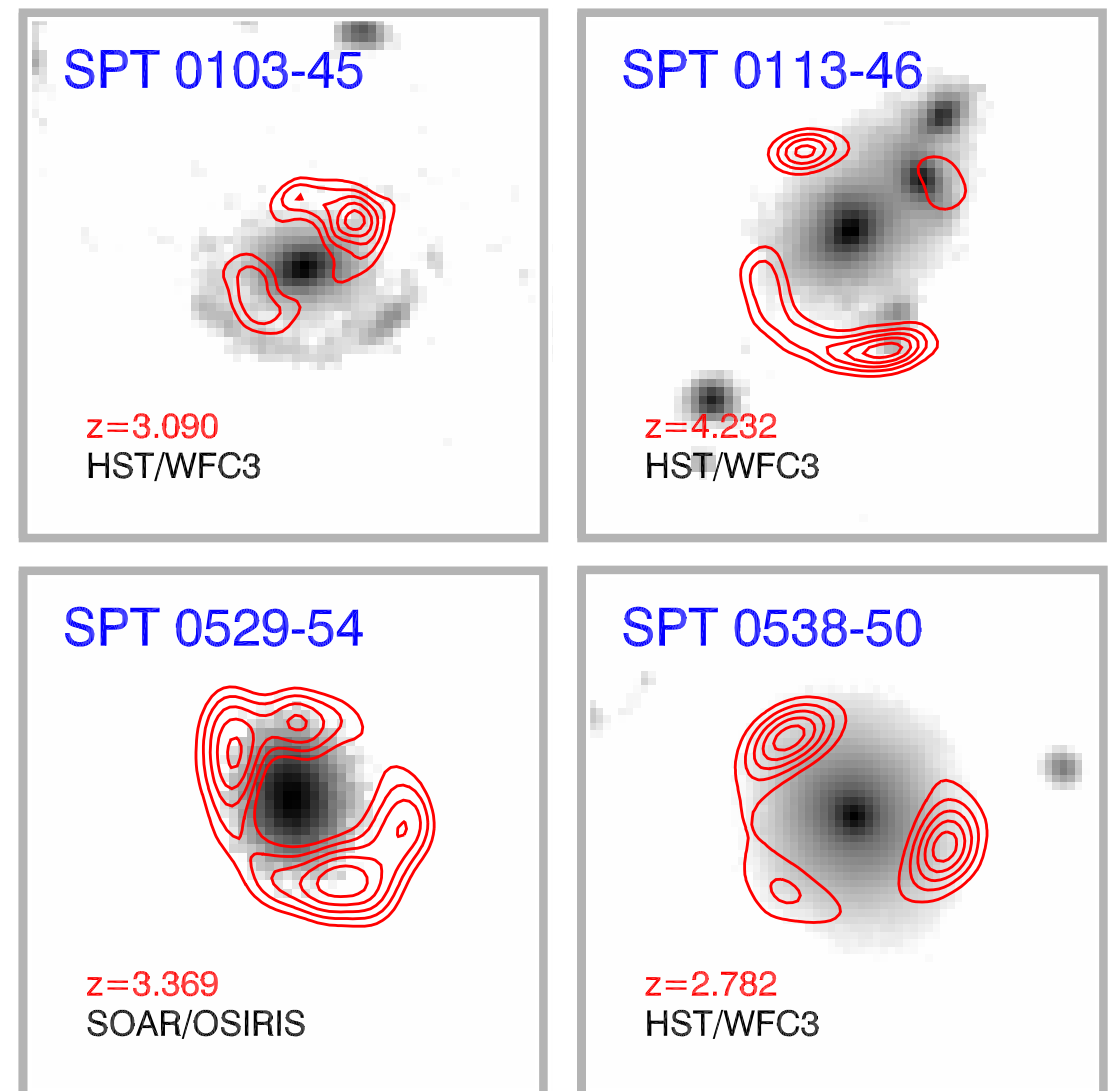 SPT 0103-45
z=3.090
HST/WFC3
SPT 0113-46
z=4.232
HST/WFC3
SPT 0529-54
z=3.369
SOAR/OSIRIS
SPT 0538-50
z=2.782
HST/WFC3